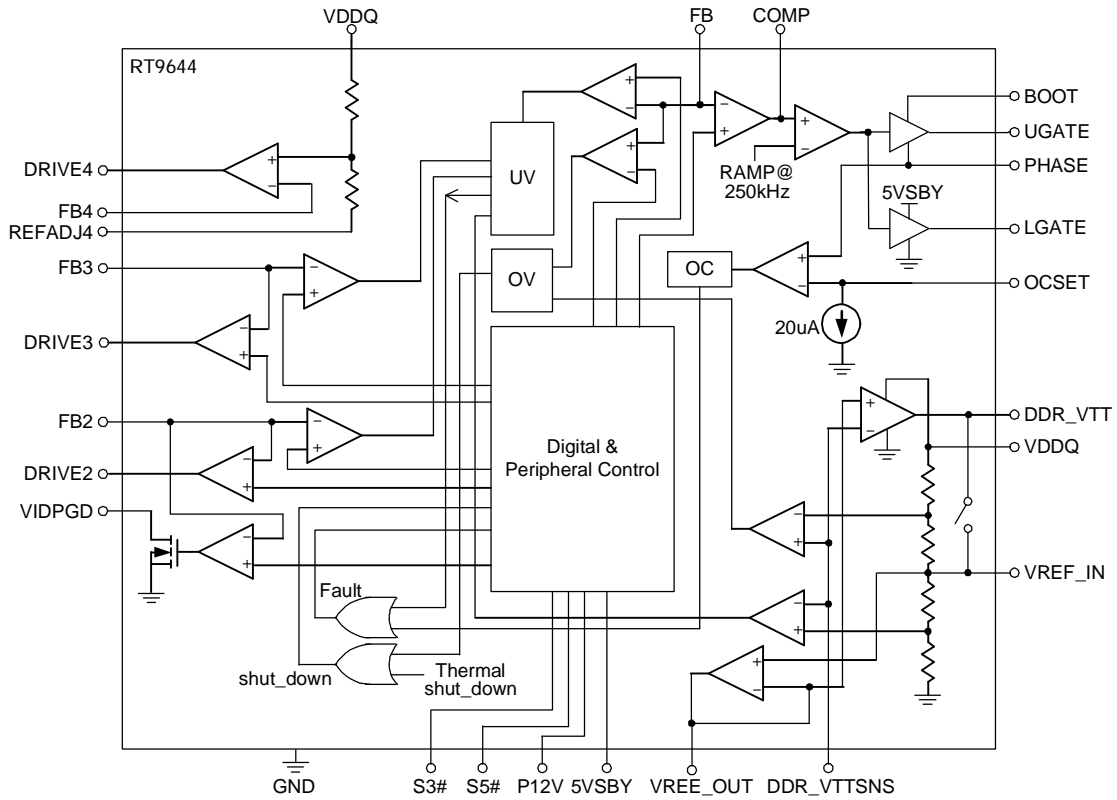 VDDQ
FB
COMP
RT9644
BOOT
UGATE
PHASE
RAMP@
250kHz
5VSBY
LGATE
DRIVE4
FB4
REFADJ4
UV
FB3
OV
OC
OCSET
20uA
DRIVE3
FB2
DDR_VTT
VDDQ
Digital &
Peripheral Control
DRIVE2
VIDPGD
VREF_IN
Fault
shut_down
Thermal
shut_down
GND
S3#
S5#
P12V
5VSBY
VREE_OUT
DDR_VTTSNS